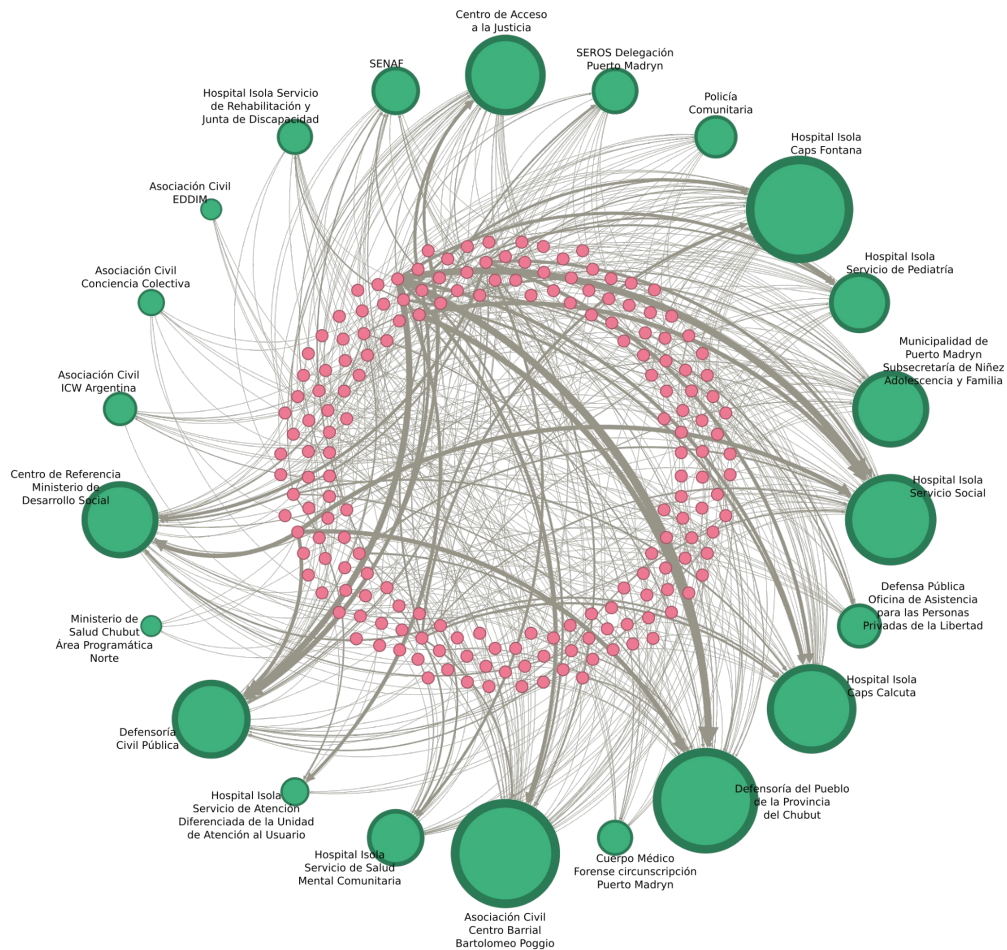 Centro de Acceso
a la Justicia
SEROS Delegación
Puerto Madryn
Policía
Comunitaria
Hospital Isola
Caps Fontana
Hospital Isola
Servicio de Pediatría
Municipalidad de
Puerto Madryn
Subsecretaría de Niñez
Adolescencia y Familia
Hospital Isola
Servicio Social
Defensa Pública
Oficina de Asistencia
para las Personas
Privadas de la Libertad
Hospital Isola
Caps Calcuta
Defensoría del Pueblo
de la Provincia
del Chubut
Cuerpo Médico
Forense circunscripción
Puerto Madryn
Asociación Civil
Centro Barrial
Bartolomeo Poggio
Hospital Isola
Servicio de Salud
Mental Comunitaria
Hospital Isola
Servicio de Atención
Diferenciada de la Unidad
de Atención al Usuario
Defensoría
Civil Pública
Ministerio de
Salud Chubut
Área Programática
Norte
Centro de Referencia
Ministerio de
Desarrollo Social
Asociación Civil
ICW Argentina
Asociación Civil
Conciencia Colectiva
Asociación Civil
EDDIM
Hospital Isola Servicio
de Rehabilitación y
Junta de Discapacidad
SENAF